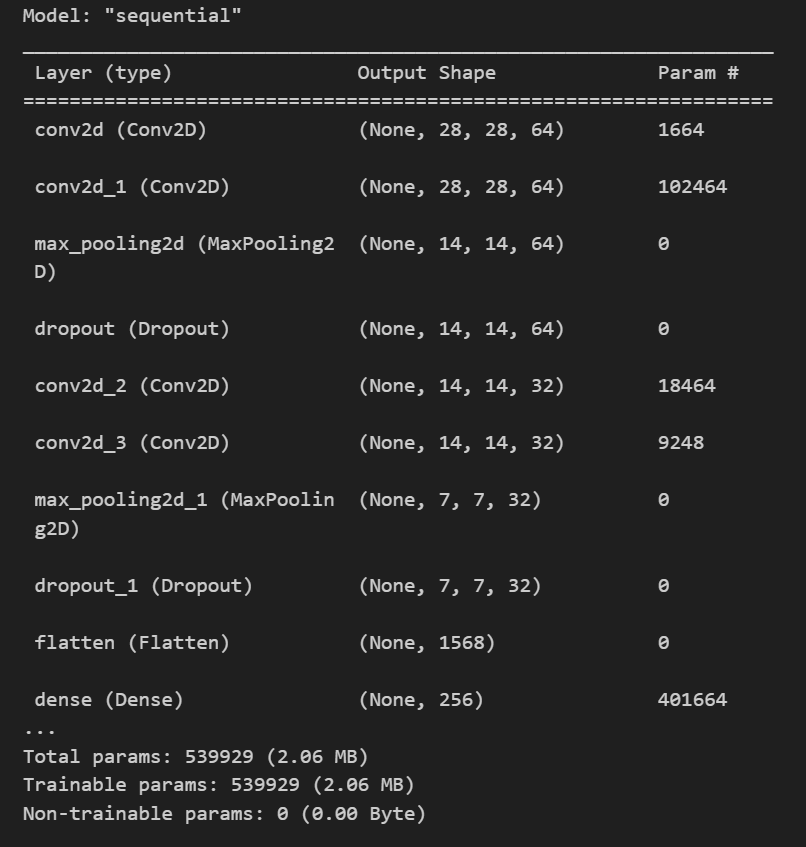 Model: "sequential"
_________________________________________________________________
Layer (type) Output Shape Param #
=================================================================
conv2d (Conv2D) (None, 28, 28, 64) 1664
conv2d_1 (Conv2D) (None, 28, 28, 64) 102464
max_pooling2d (MaxPooling2 (None, 14, 14, 64) 0
D)
dropout (Dropout) (None, 14, 14, 64) 0
conv2d_2 (Conv2D) (None, 14, 14, 32) 18464
conv2d_3 (Conv2D) (None, 14, 14, 32) 9248
max_pooling2d_1 (MaxPoolin (None, 7, 7, 32) 0
g2D)
dropout_1 (Dropout) (None, 7, 7, 32) 0
flatten (Flatten) (None, 1568) 0
dense (Dense) (None, 256) 401664
...
Total params: 539929 (2.06 MB)
Trainable params: 539929 (2.06 MB)
Non-trainable params: 0 (0.00 Byte)